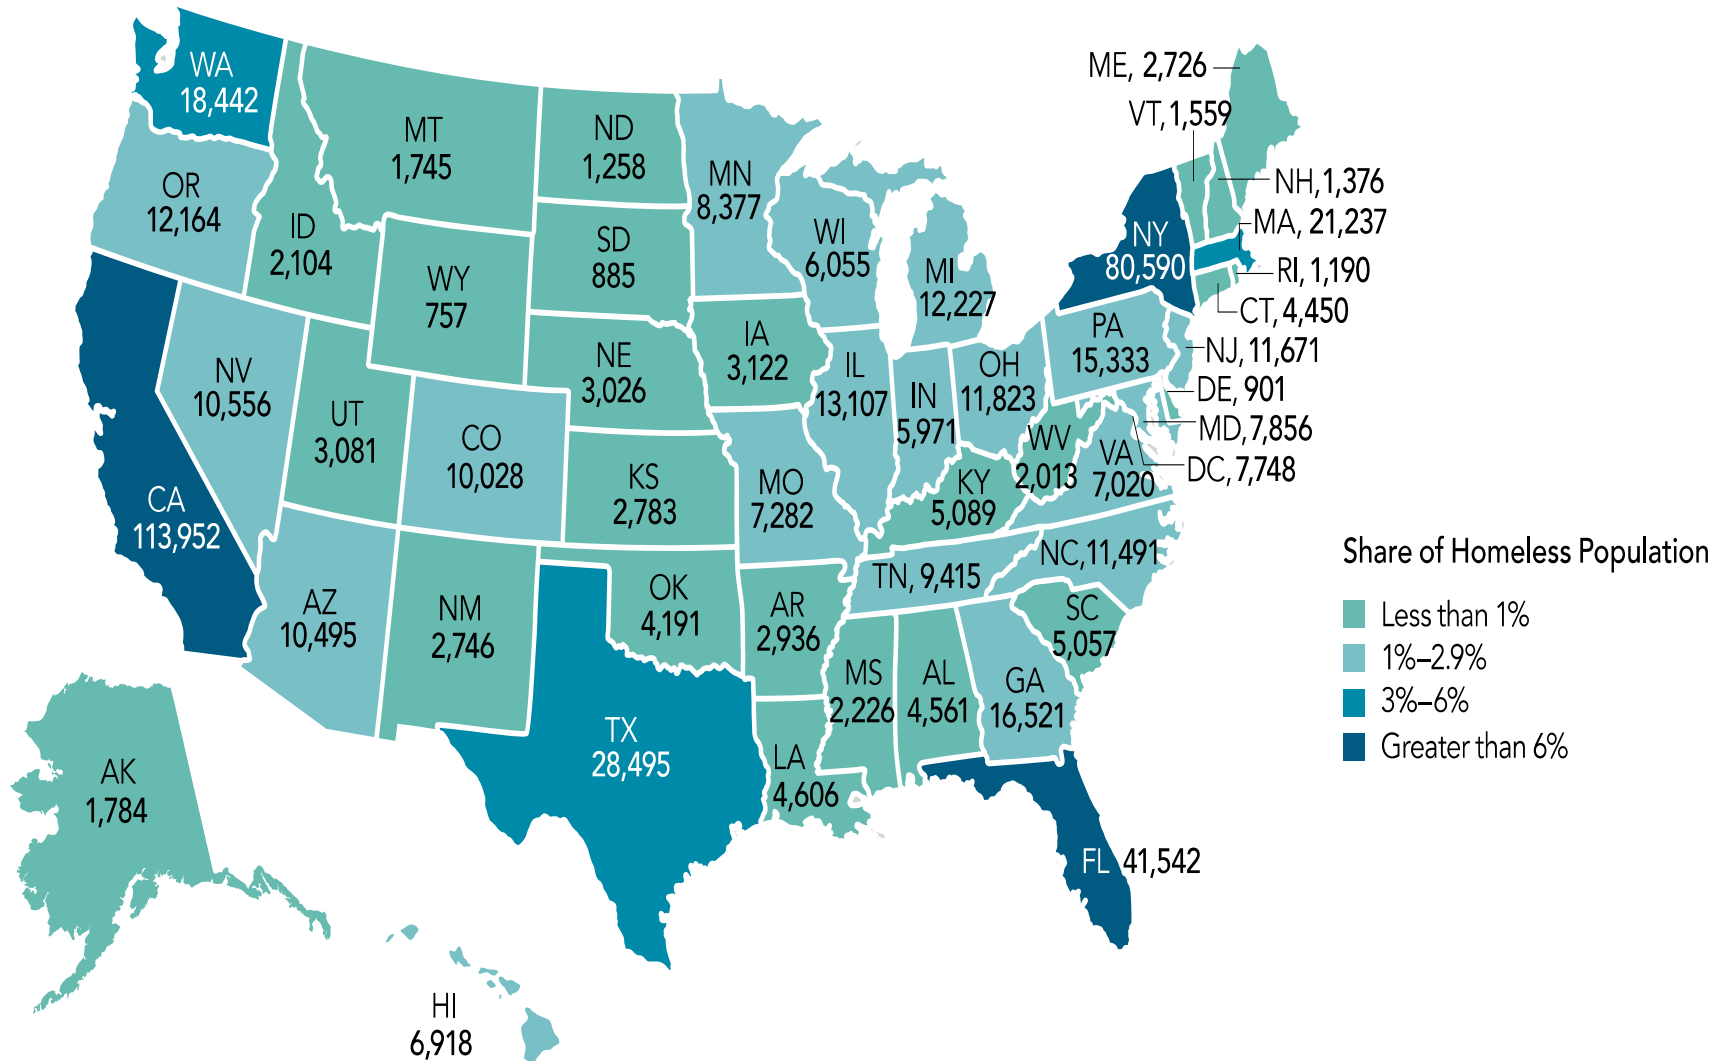 WA
18,442
OR
12,164
CA
113,952
NV
10,556
ID
2,104
MT
1,745
WY
757
UT
3,081
AZ
10,495
CO
10,028
NM
2,746
ND
1,258
SD
885
NE
3,026
KS
2,783
OK
4,191
TX
28,495
MN
8,377
IA
3,122
MO
7,282
AR
2,936
LA
4,606
WI
6,055
IL
13,107
MI
12,227
IN
5,971
OH
11,823
KY
5,089
TN, 9,415
MS
2,226
AL
4,561
GA
16,521
FL 41,542
SC
5,057
NC, 11,491
VA
7,020
WV
2,013
PA
15,333
NY
80,590
ME, 2,726
VT, 1,559
NH, 1,376
MA, 21,237
RI, 1,190
CT, 4,450
NJ, 11,671
DE, 901
MD, 7,856
DC, 7,748
AK
1,784
HI
6,918
Share of Homeless Population
Less than 1%
1%–2.9%
3%–6%
Greater than 6%